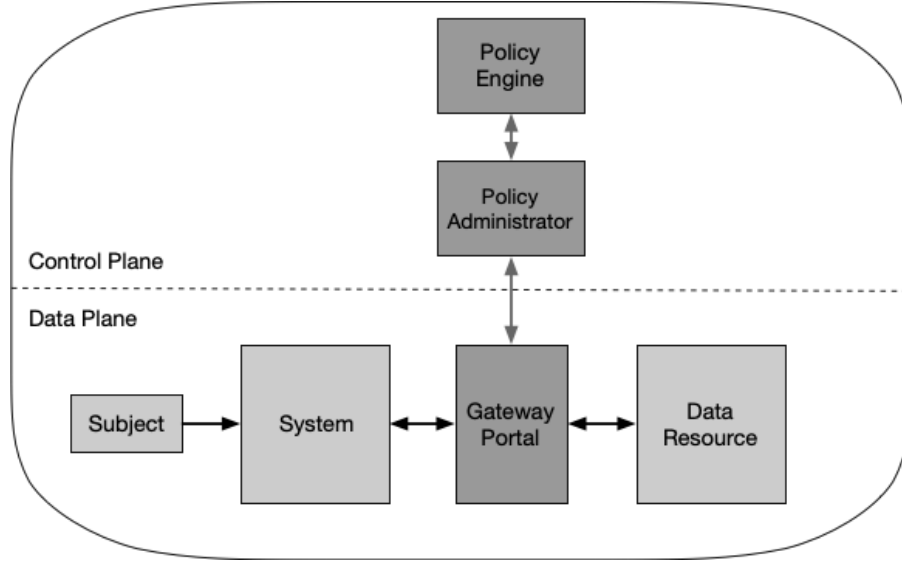 Policy
Engine
Policy
Administrator
Control Plane
Data Plane
Subject
System
Gateway
Portal
Data
Resource